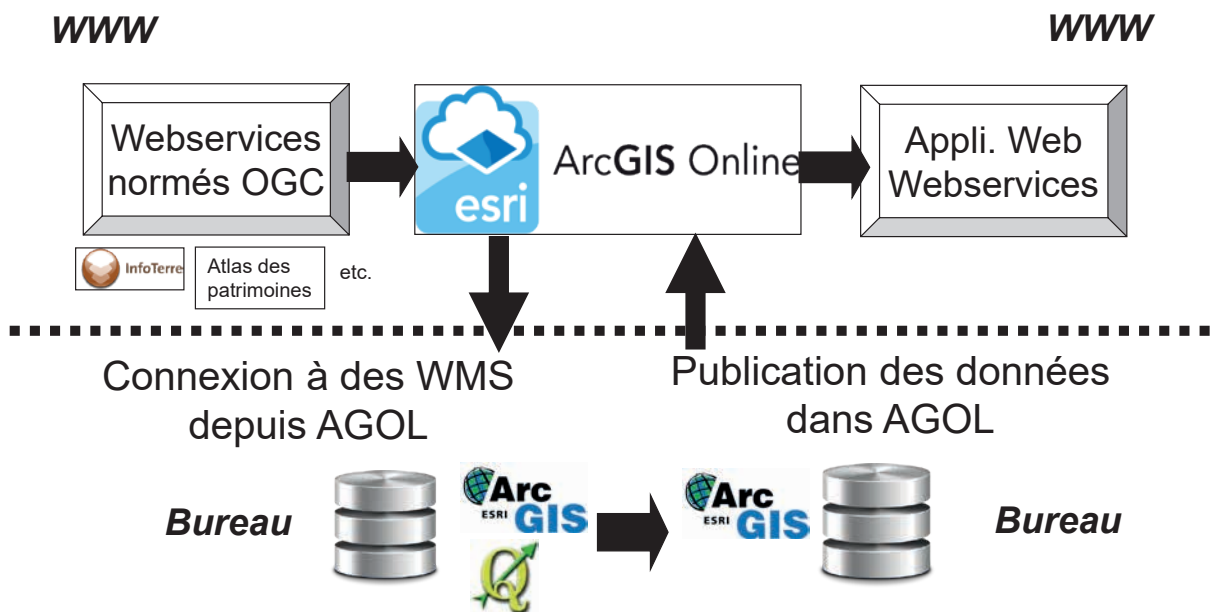 WWW
WWW
Webservices
normés OGC
esri
ArcGIS Online
Appli. Web
Webservices
InfoTerre
Atlas des
patrimoines
etc.
Connexion à des WMS
depuis AGOL
Publication des données
dans AGOL
Bureau
Arc
ESRI GIS
Q
Arc
ESRI GIS
Bureau